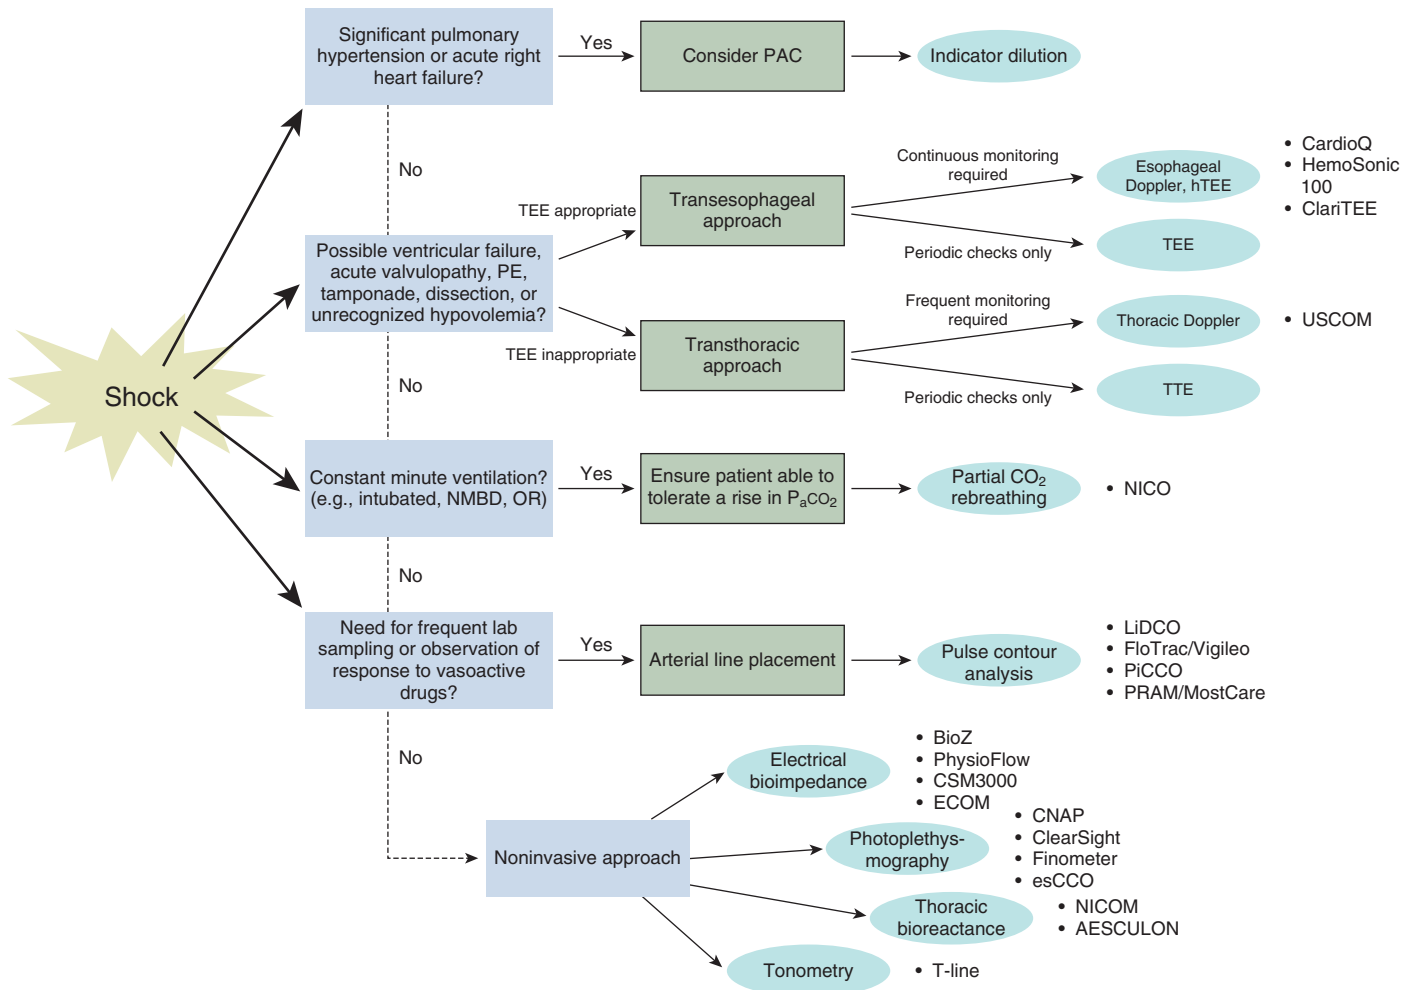 Significant pulmonary
hypertension or acute right
heart failure?
Yes
Consider PAC
Indicator dilution
No
Continuous monitoring
required
Esophageal
Doppler, hTEE
• CardioQ
• HemoSonic
100
• ClariTEE
TEE appropriate
Transesophageal
approach
Periodic checks only
TEE
Possible ventricular failure,
acute valvulopathy, PE,
tamponade, dissection, or
unrecognized hypovolemia?
Frequent monitoring
required
Thoracic Doppler
• USCOM
TEE inappropriate
Transthoracic
approach
Periodic checks only
TTE
Shock
No
Constant minute ventilation?
(e.g., intubated, NMBD, OR)
Yes
Ensure patient able to
tolerate a rise in PaCO2
Partial CO2
rebreathing
• NICO
No
Need for frequent lab
sampling or observation of
response to vasoactive
drugs?
Yes
Arterial line placement
Pulse contour
analysis
• LiDCO
• FloTrac/Vigileo
• PiCCO
• PRAM/MostCare
No
Noninvasive approach
Electrical
bioimpedance
• BioZ
• PhysioFlow
• CSM3000
• ECOM
Photoplethys-
mography
• CNAP
• ClearSight
• Finometer
• esCCO
Thoracic
bioreactance
• NICOM
• AESCULON
Tonometry
• T-line